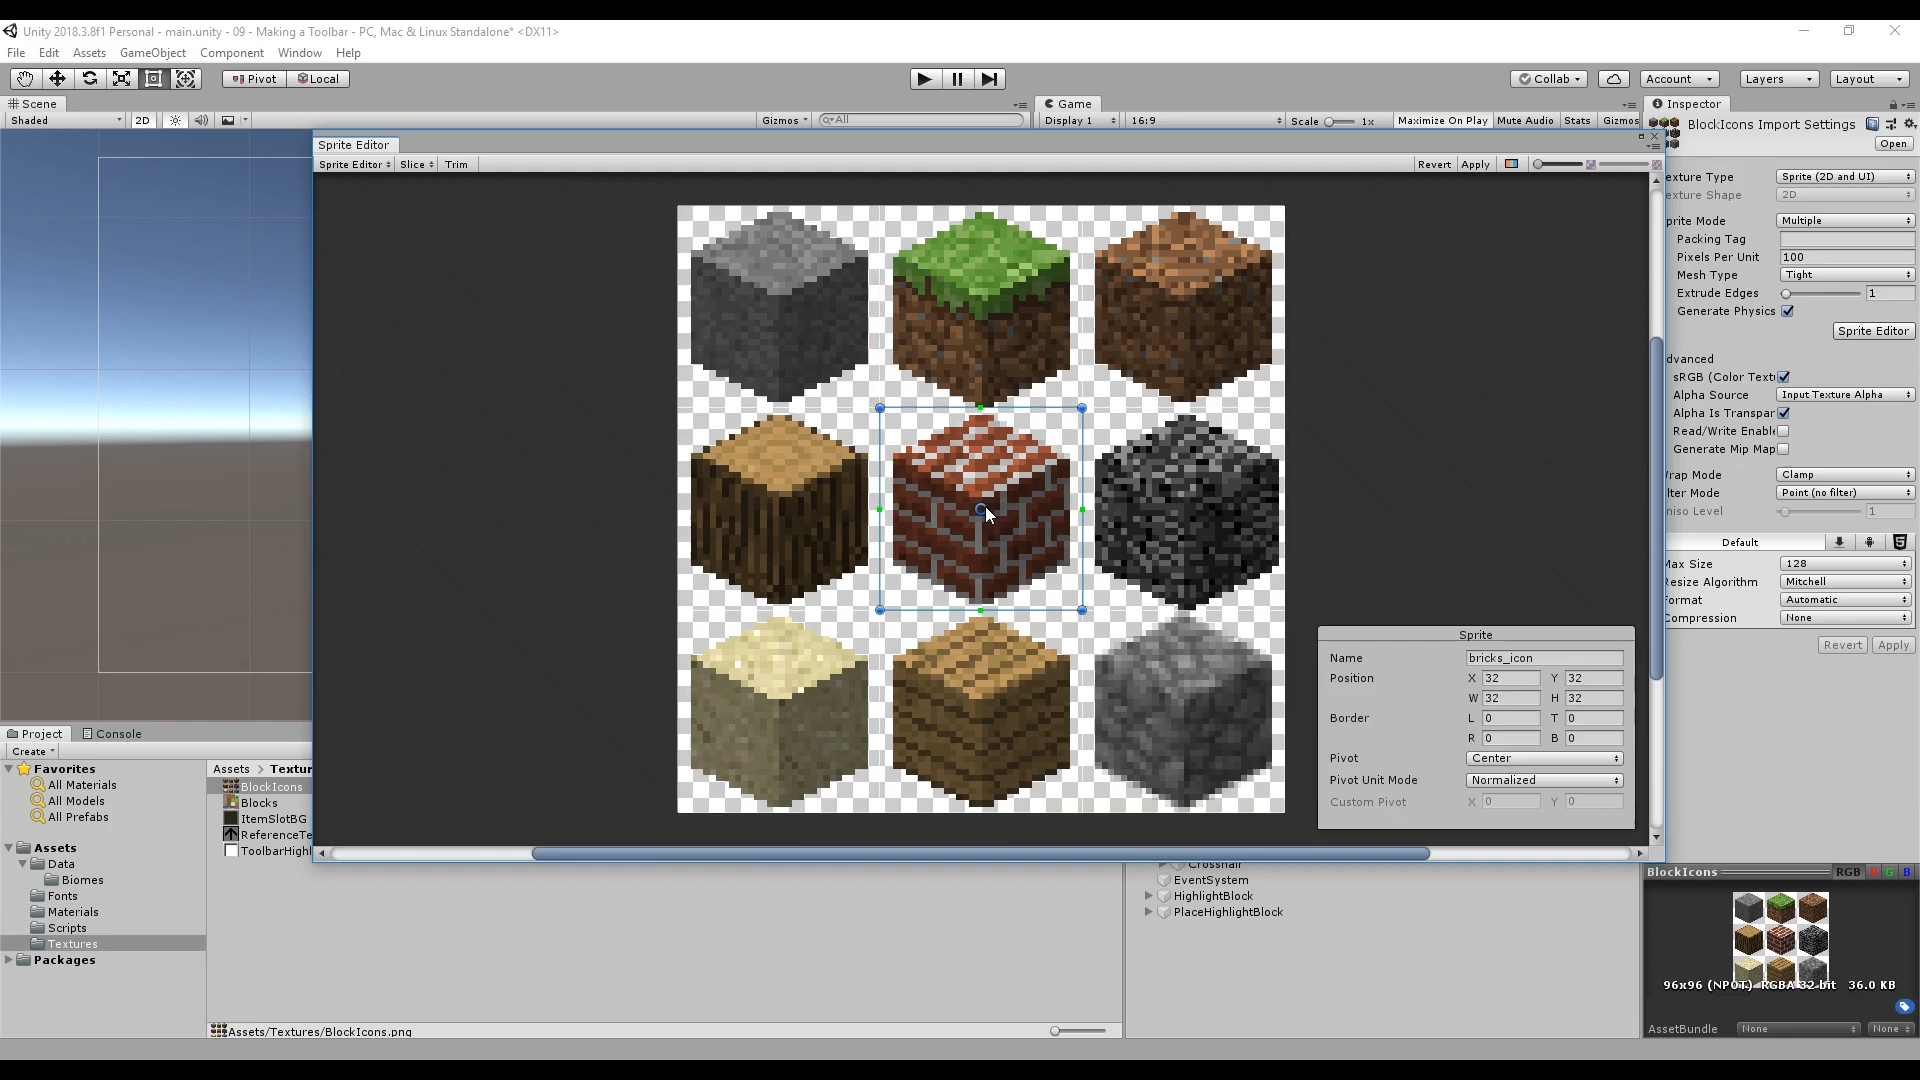 Unity 2018.3.8f1 Personal - main.unity - 09 - Making a Toolbar - PC, Mac & Linux Standalone* <DX11>
File Edit Assets GameObject Component Window Help
Pivot Local Collab Account Layers Layout
Scene Game Inspector
Shaded 2D Gizmos All Display 1 16:9 Scale 1x Maximize On Play Mute Audio Stats Gizmos
BlockIcons Import Settings
Open
Sprite Editor
Sprite Editor Slice Trim Revert Apply
exture Type Sprite (2D and UI)
exture Shape 2D
prite Mode Multiple
Packing Tag
Pixels Per Unit 100
Mesh Type Tight
Extrude Edges 1
Generate Physics
Sprite Editor
dvanced
sRGB (Color Text
Alpha Source Input Texture Alpha
Alpha Is Transpar
Read/Write Enabl
Generate Mip Map
rap Mode Clamp
lter Mode Point (no filter)
niso Level 1
Default
Max Size 128
Resize Algorithm Mitchell
ormat Automatic
Compression None
Revert Apply
Sprite
Name bricks_icon
Position X 32 Y 32
W 32 H 32
Border L 0 T 0
R 0 B 0
Pivot Center
Pivot Unit Mode Normalized
Custom Pivot X 0 Y 0
Project Console
Create
Favorites
All Materials
All Models
All Prefabs
Assets
Data
Biomes
Fonts
Materials
Scripts
Textures
Packages
Assets > Textur
BlockIcons
Blocks
ItemSlotBG
ReferenceTe
ToolbarHighl
Assets/Textures/BlockIcons.png
Crosshair
EventSystem
HighlightBlock
PlaceHighlightBlock
BlockIcons RGB R G B
96x96 (NPOT) RGBA 32 bit 36.0 KB
AssetBundle None None